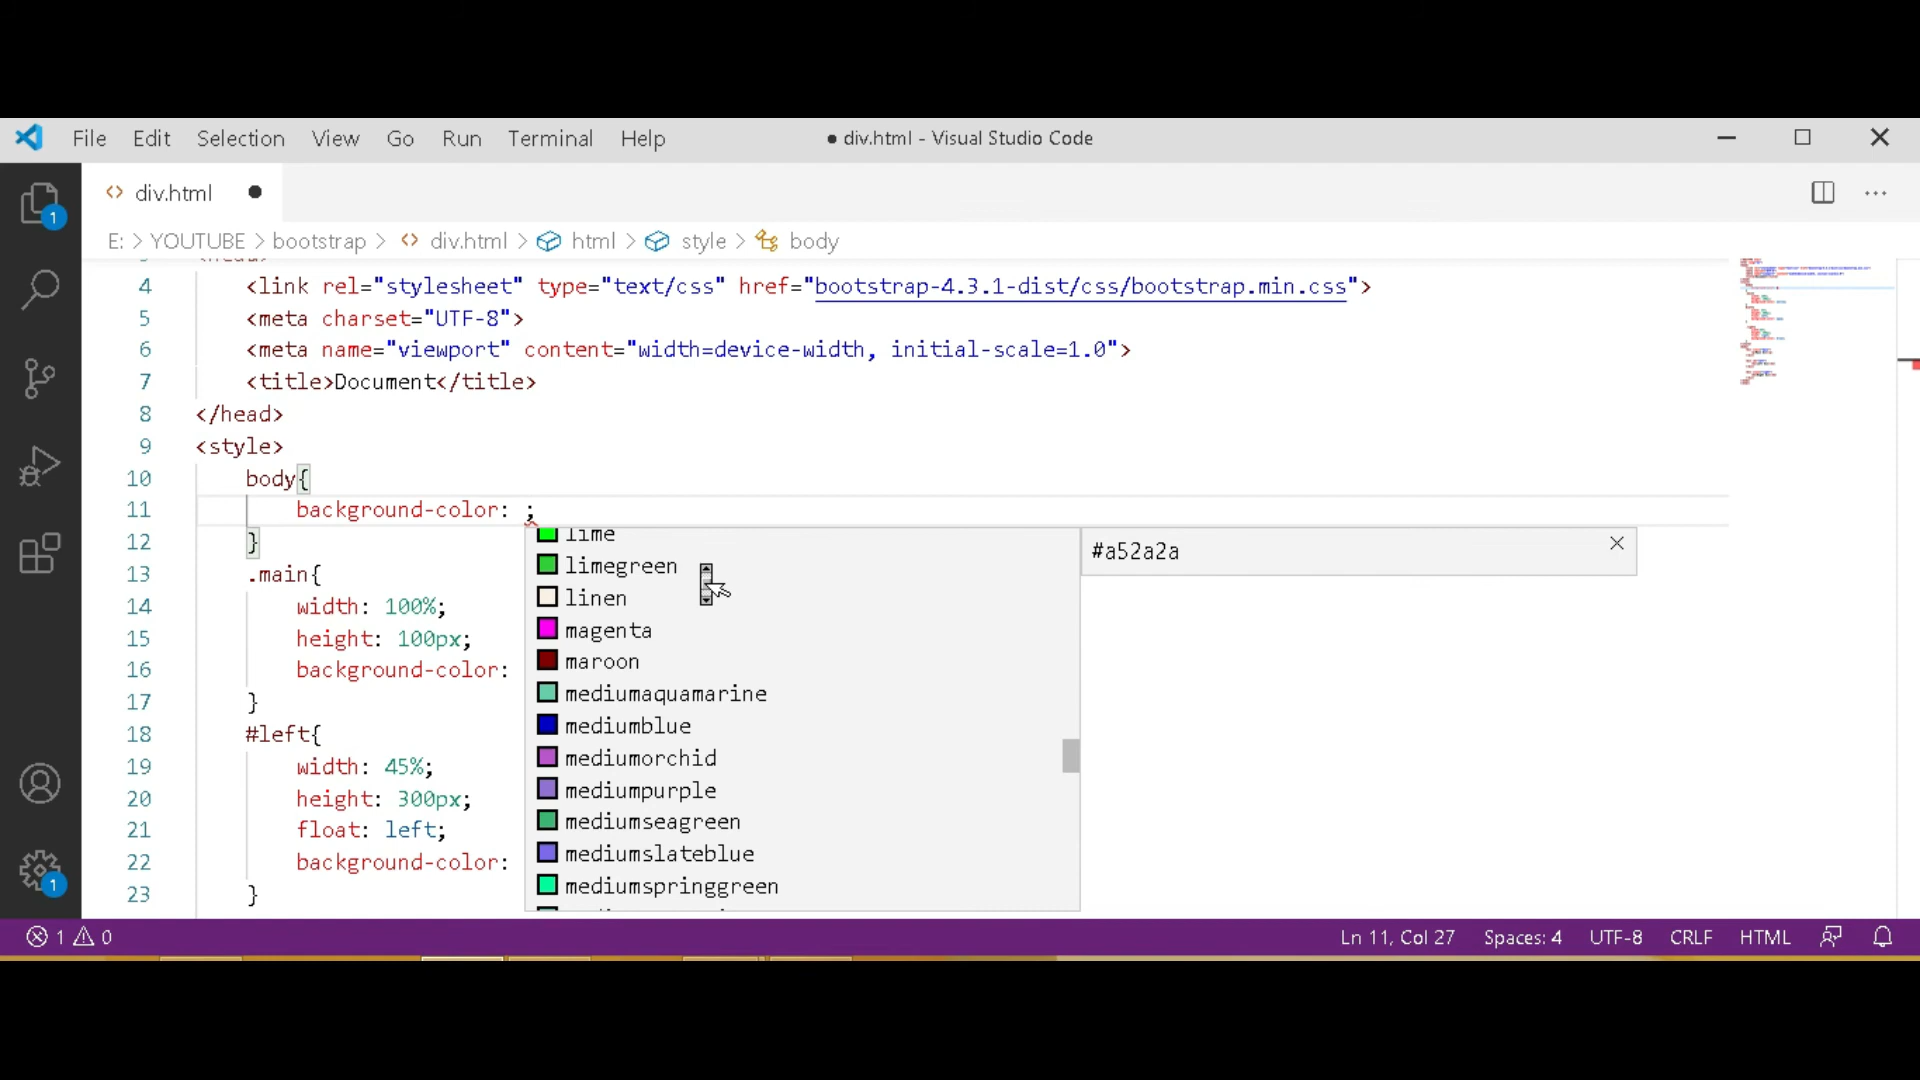 File Edit Selection View Go Run Terminal Help
● div.html - Visual Studio Code
div.html
E: > YOUTUBE > bootstrap > div.html > html > style > body
4 <link rel="stylesheet" type="text/css" href="bootstrap-4.3.1-dist/css/bootstrap.min.css">
5 <meta charset="UTF-8">
6 <meta name="viewport" content="width=device-width, initial-scale=1.0">
7 <title>Document</title>
8 </head>
9 <style>
10 body{
11 background-color: ;
12 }
13 .main{
14 width: 100%;
15 height: 100px;
16 background-color:
17 }
18 #left{
19 width: 45%;
20 height: 300px;
21 float: left;
22 background-color:
23 }
lime
limegreen
linen
magenta
maroon
mediumaquamarine
mediumblue
mediumorchid
mediumpurple
mediumseagreen
mediumslateblue
mediumspringgreen
#a52a2a
1
1
1 0
Ln 11, Col 27 Spaces: 4 UTF-8 CRLF HTML